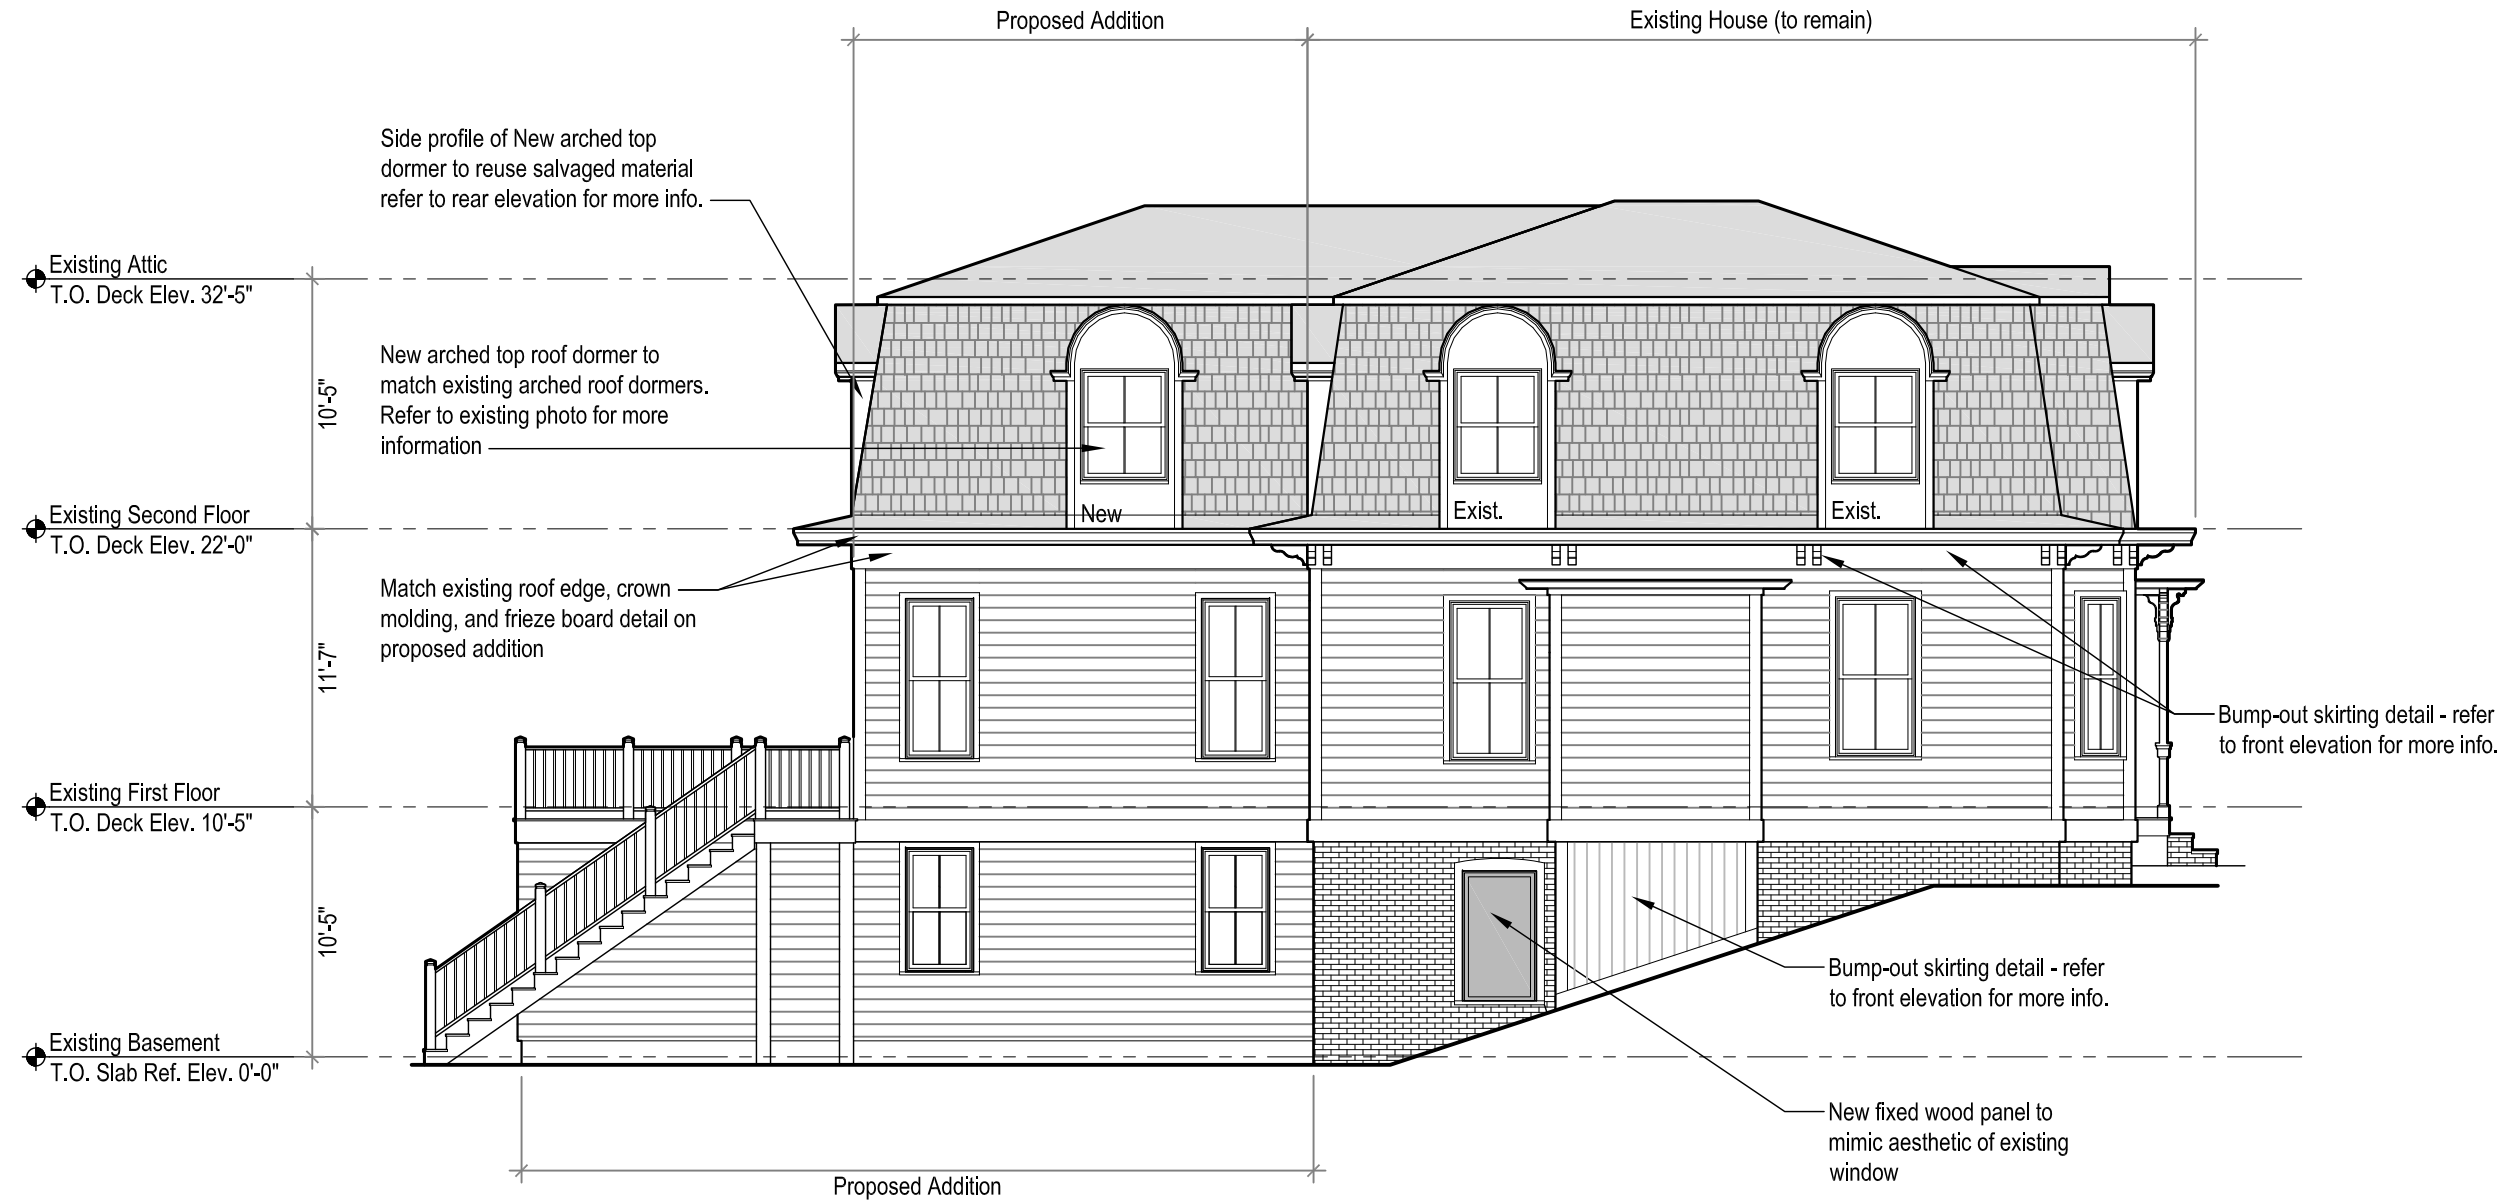 Proposed Addition
Existing House (to remain)
Side profile of New arched top
dormer to reuse salvaged material
refer to rear elevation for more info.
Existing Attic
T.O. Deck Elev. 32'-5"
New arched top roof dormer to
match existing arched roof dormers.
Refer to existing photo for more
information
10'-5"
New
Exist.
Exist.
Existing Second Floor
T.O. Deck Elev. 22'-0"
Match existing roof edge, crown
molding, and frieze board detail on
proposed addition
11'-7"
Bump-out skirting detail - refer
to front elevation for more info.
Existing First Floor
T.O. Deck Elev. 10'-5"
10'-5"
Bump-out skirting detail - refer
to front elevation for more info.
Existing Basement
T.O. Slab Ref. Elev. 0'-0"
New fixed wood panel to
mimic aesthetic of existing
window
Proposed Addition